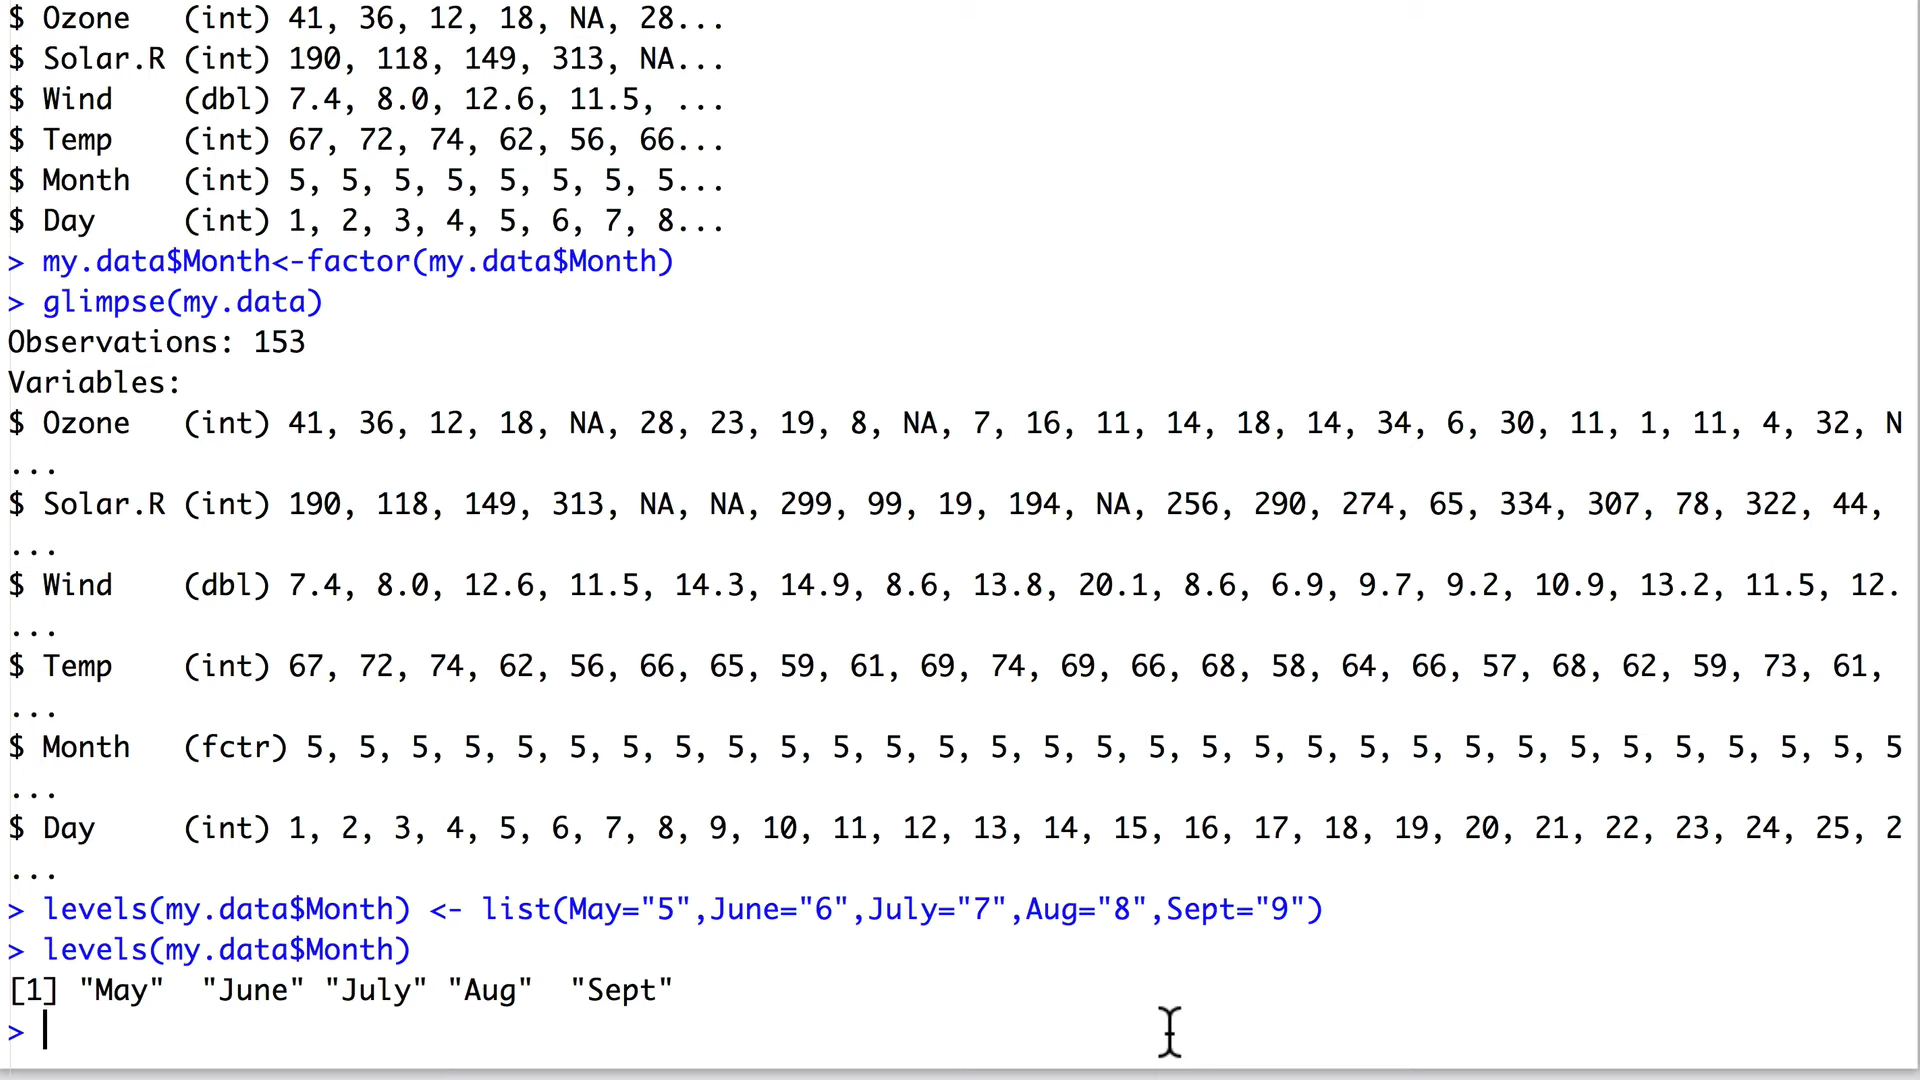 $ Ozone   (int) 41, 36, 12, 18, NA, 28...
$ Solar.R (int) 190, 118, 149, 313, NA...
$ Wind    (dbl) 7.4, 8.0, 12.6, 11.5, ...
$ Temp    (int) 67, 72, 74, 62, 56, 66...
$ Month   (int) 5, 5, 5, 5, 5, 5, 5, 5...
$ Day     (int) 1, 2, 3, 4, 5, 6, 7, 8...
> my.data$Month<-factor(my.data$Month)
> glimpse(my.data)
Observations: 153
Variables:
$ Ozone   (int) 41, 36, 12, 18, NA, 28, 23, 19, 8, NA, 7, 16, 11, 14, 18, 14, 34, 6, 30, 11, 1, 11, 4, 32, N
...
$ Solar.R (int) 190, 118, 149, 313, NA, NA, 299, 99, 19, 194, NA, 256, 290, 274, 65, 334, 307, 78, 322, 44,
...
$ Wind    (dbl) 7.4, 8.0, 12.6, 11.5, 14.3, 14.9, 8.6, 13.8, 20.1, 8.6, 6.9, 9.7, 9.2, 10.9, 13.2, 11.5, 12.
...
$ Temp    (int) 67, 72, 74, 62, 56, 66, 65, 59, 61, 69, 74, 69, 66, 68, 58, 64, 66, 57, 68, 62, 59, 73, 61,
...
$ Month   (fctr) 5, 5, 5, 5, 5, 5, 5, 5, 5, 5, 5, 5, 5, 5, 5, 5, 5, 5, 5, 5, 5, 5, 5, 5, 5, 5, 5, 5, 5, 5, 5
...
$ Day     (int) 1, 2, 3, 4, 5, 6, 7, 8, 9, 10, 11, 12, 13, 14, 15, 16, 17, 18, 19, 20, 21, 22, 23, 24, 25, 2
...
> levels(my.data$Month) <- list(May="5",June="6",July="7",Aug="8",Sept="9")
> levels(my.data$Month)
[1] "May"  "June" "July" "Aug"  "Sept"
>